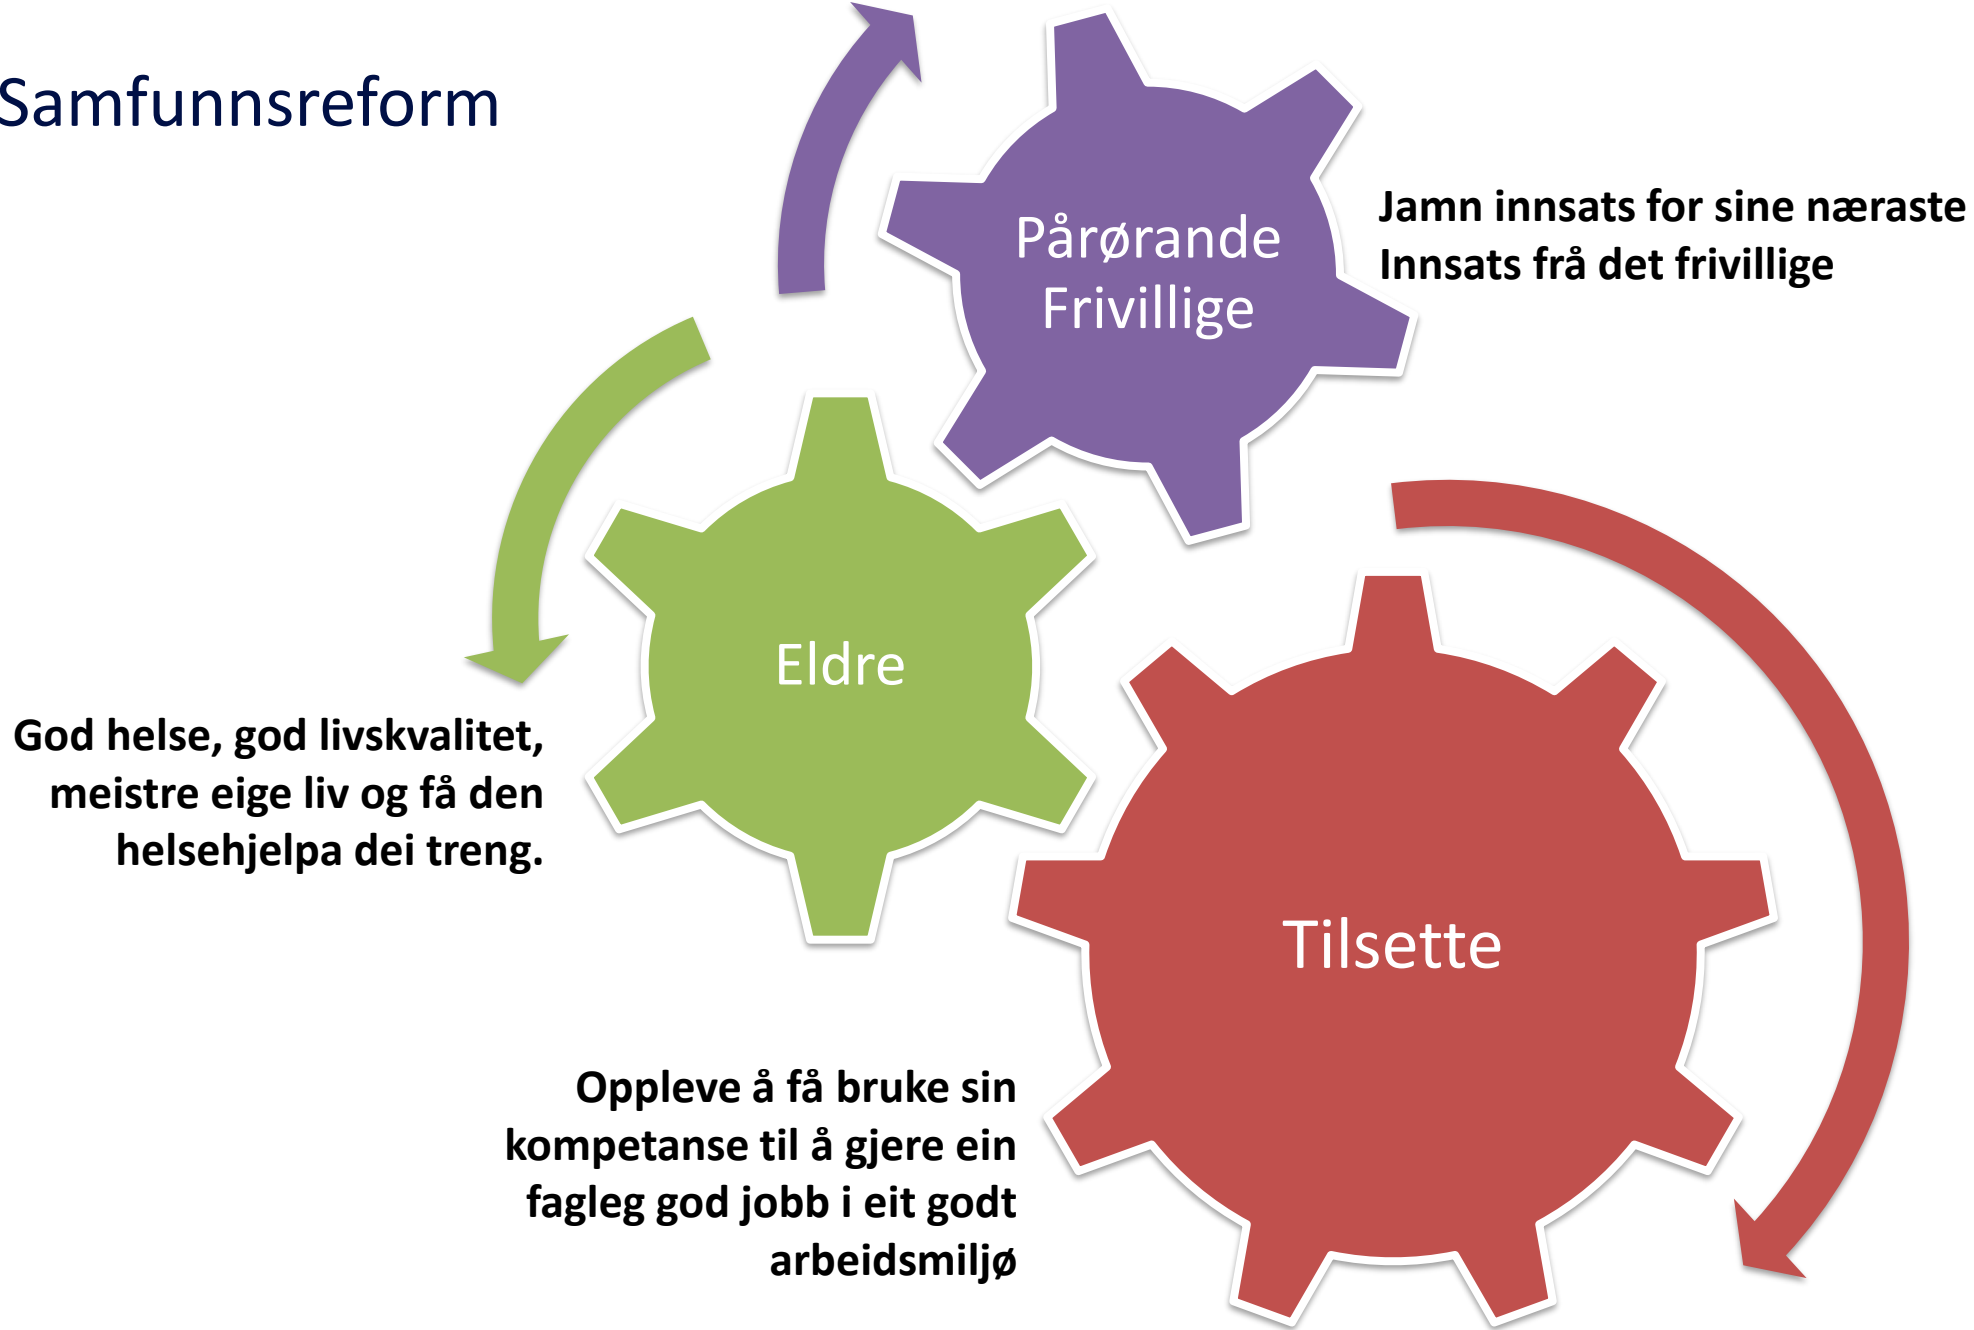 Samfunnsreform
Pårørande
Frivillige
Jamn innsats for sine næraste
Innsats frå det frivillige
Eldre
God helse, god livskvalitet,
meistre eige liv og få den
helsehjelpa dei treng.
Tilsette
Oppleve å få bruke sin
kompetanse til å gjere ein
fagleg god jobb i eit godt
arbeidsmiljø